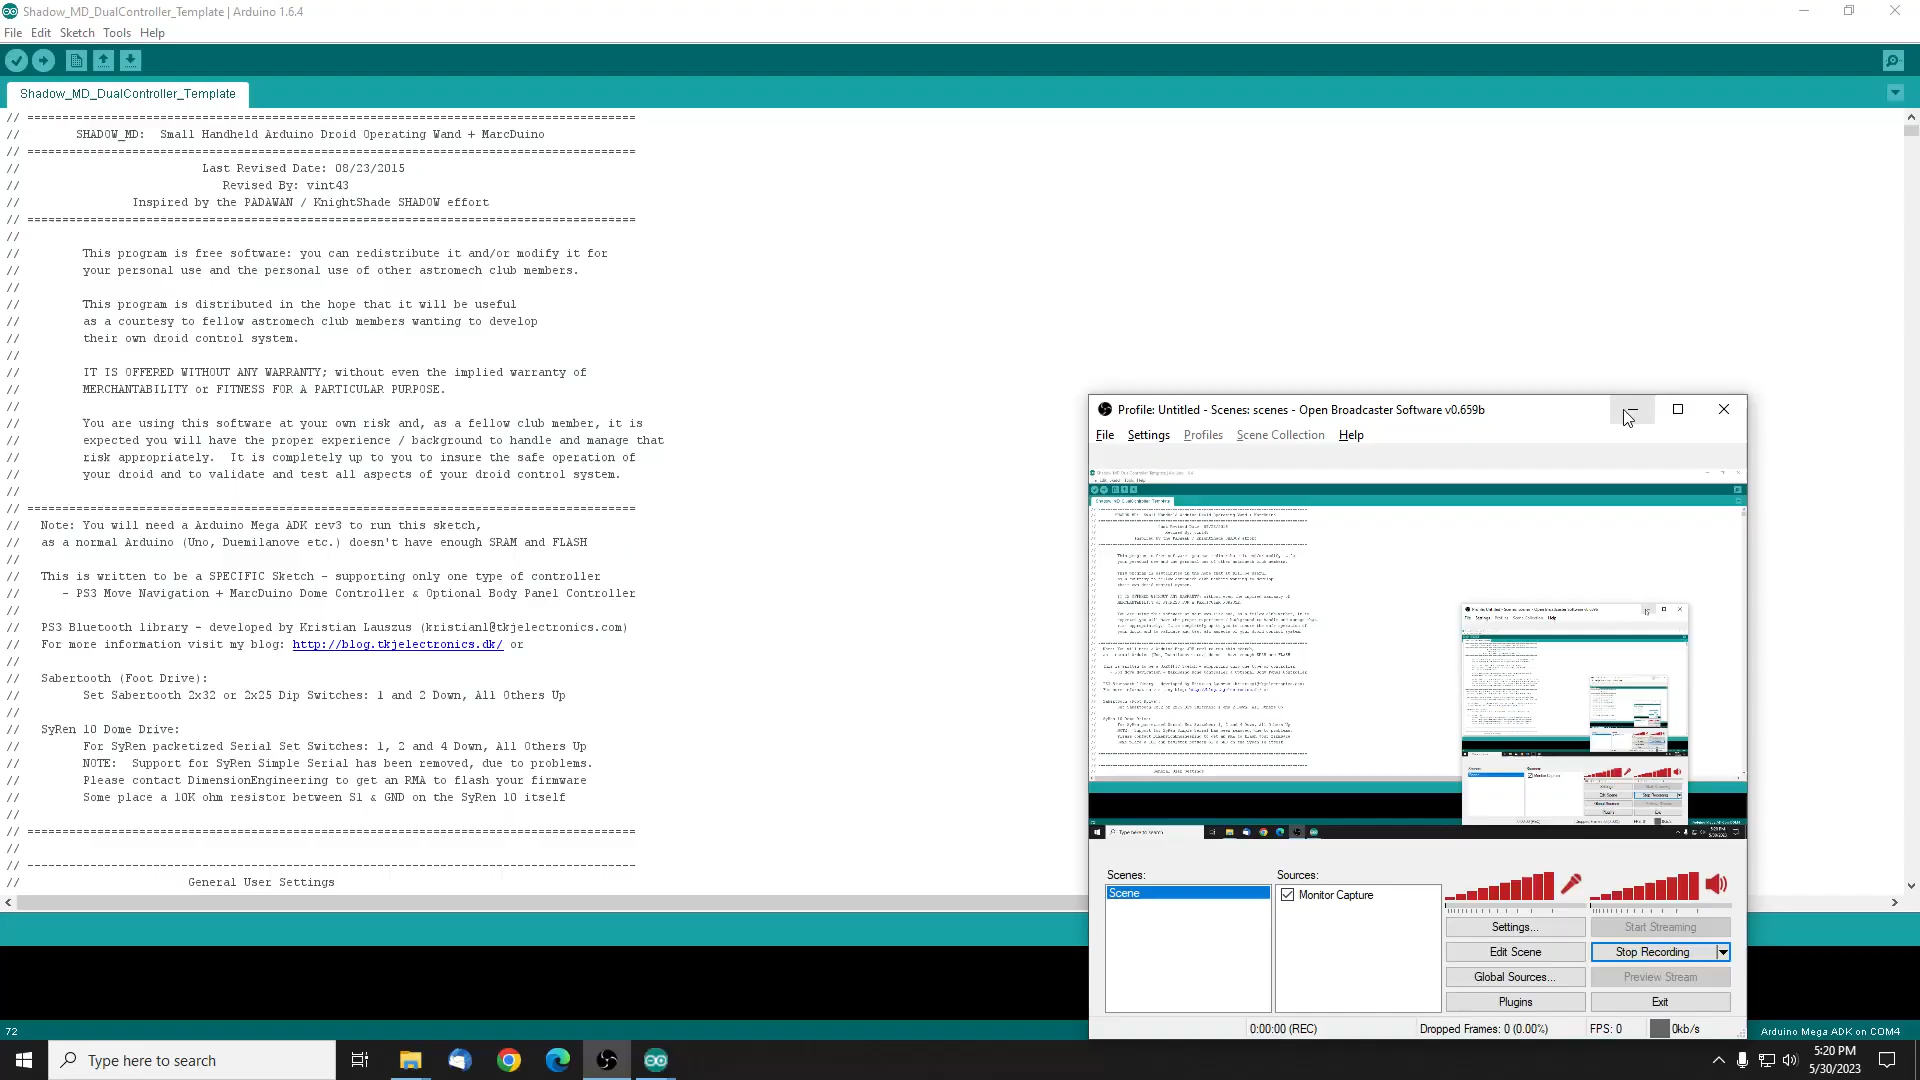 Shadow_MD_DualController_Template | Arduino 1.6.4
File Edit Sketch Tools Help
Shadow_MD_DualController_Template
// =======================================================================================
// SHADOW_MD: Small Handheld Arduino Droid Operating Wand + MarcDuino
// =======================================================================================
// Last Revised Date: 08/23/2015
// Revised By: vint43
// Inspired by the PADAWAN / KnightShade SHADOW effort
// =======================================================================================
//
// This program is free software: you can redistribute it and/or modify it for
// your personal use and the personal use of other astromech club members.
//
// This program is distributed in the hope that it will be useful
// as a courtesy to fellow astromech club members wanting to develop
// their own droid control system.
//
// IT IS OFFERED WITHOUT ANY WARRANTY; without even the implied warranty of
// MERCHANTABILITY or FITNESS FOR A PARTICULAR PURPOSE.
//
// You are using this software at your own risk and, as a fellow club member, it is
// expected you will have the proper experience / background to handle and manage that
// risk appropriately. It is completely up to you to insure the safe operation of
// your droid and to validate and test all aspects of your droid control system.
//
// =======================================================================================
// Note: You will need a Arduino Mega ADK rev3 to run this sketch,
// as a normal Arduino (Uno, Duemilanove etc.) doesn't have enough SRAM and FLASH
//
// This is written to be a SPECIFIC Sketch - supporting only one type of controller
// - PS3 Move Navigation + MarcDuino Dome Controller & Optional Body Panel Controller
//
// PS3 Bluetooth library - developed by Kristian Lauszus (kristianl@tkjelectronics.com)
// For more information visit my blog: http://blog.tkjelectronics.dk/ or
//
// Sabertooth (Foot Drive):
// Set Sabertooth 2x32 or 2x25 Dip Switches: 1 and 2 Down, All Others Up
//
// SyRen 10 Dome Drive:
// For SyRen packetized Serial Set Switches: 1, 2 and 4 Down, All Others Up
// NOTE: Support for SyRen Simple Serial has been removed, due to problems.
// Please contact DimensionEngineering to get an RMA to flash your firmware
// Some place a 10K ohm resistor between S1 & GND on the SyRen 10 itself
//
// =======================================================================================
//
// ---------------------------------------------------------------------------------------
// General User Settings
Profile: Untitled - Scenes: scenes - Open Broadcaster Software v0.659b
File Settings Profiles Scene Collection Help
Scenes:
Scene
Sources:
Monitor Capture
Settings...
Start Streaming
Edit Scene
Stop Recording
Global Sources...
Preview Stream
Plugins
Exit
0:00:00 (REC)
Dropped Frames: 0 (0.00%)
FPS: 0
0kb/s
72
Arduino Mega ADK on COM4
Type here to search
5:20 PM
5/30/2023